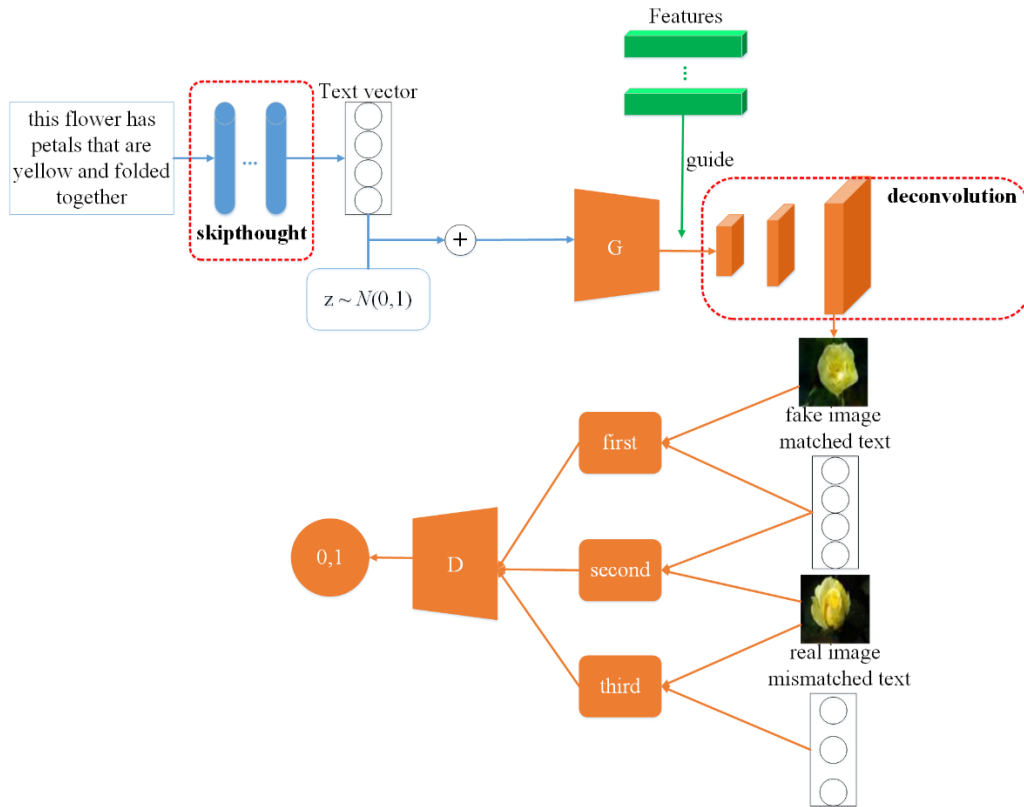 Features
Text vector
this flower has
petals that are
yellow and folded
together
...
...
skipthought
guide
deconvolution
+
G
z ~ N(0,1)
fake image
matched text
first
0,1
D
second
real image
mismatched text
third